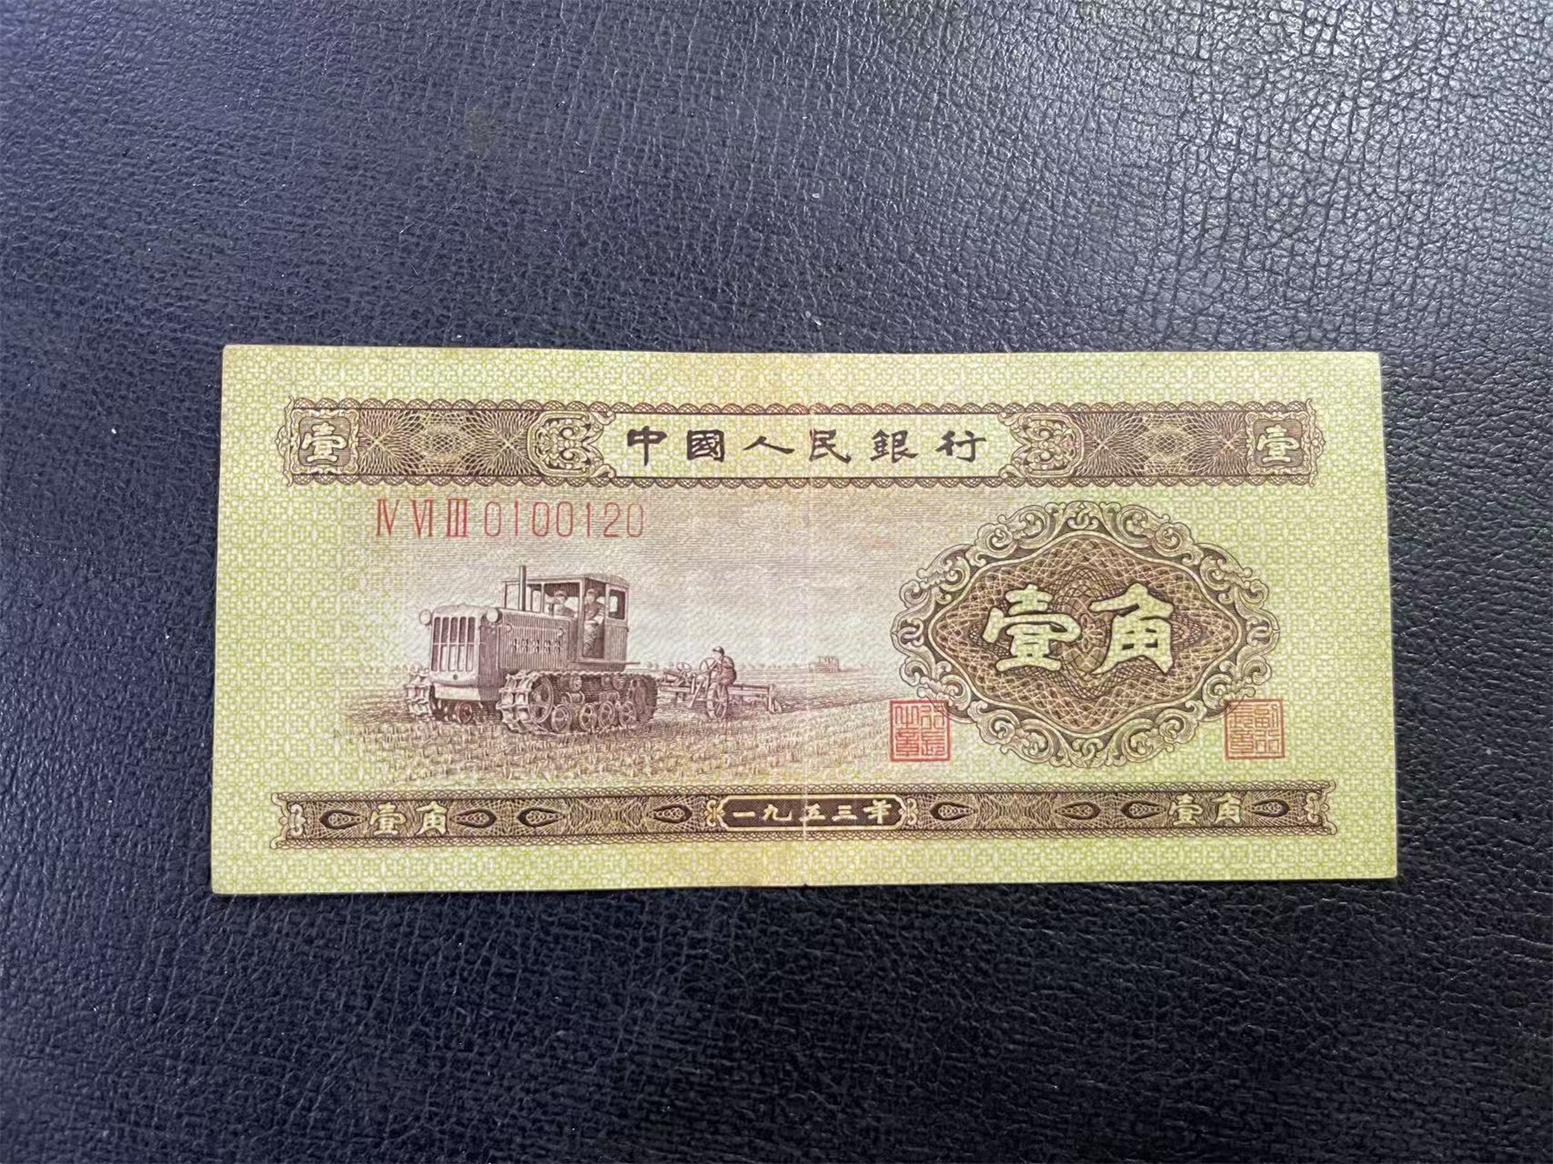 壹 中國人民銀行 壹
IV VI III 0100120
壹角
壹角 一九五三年 壹角